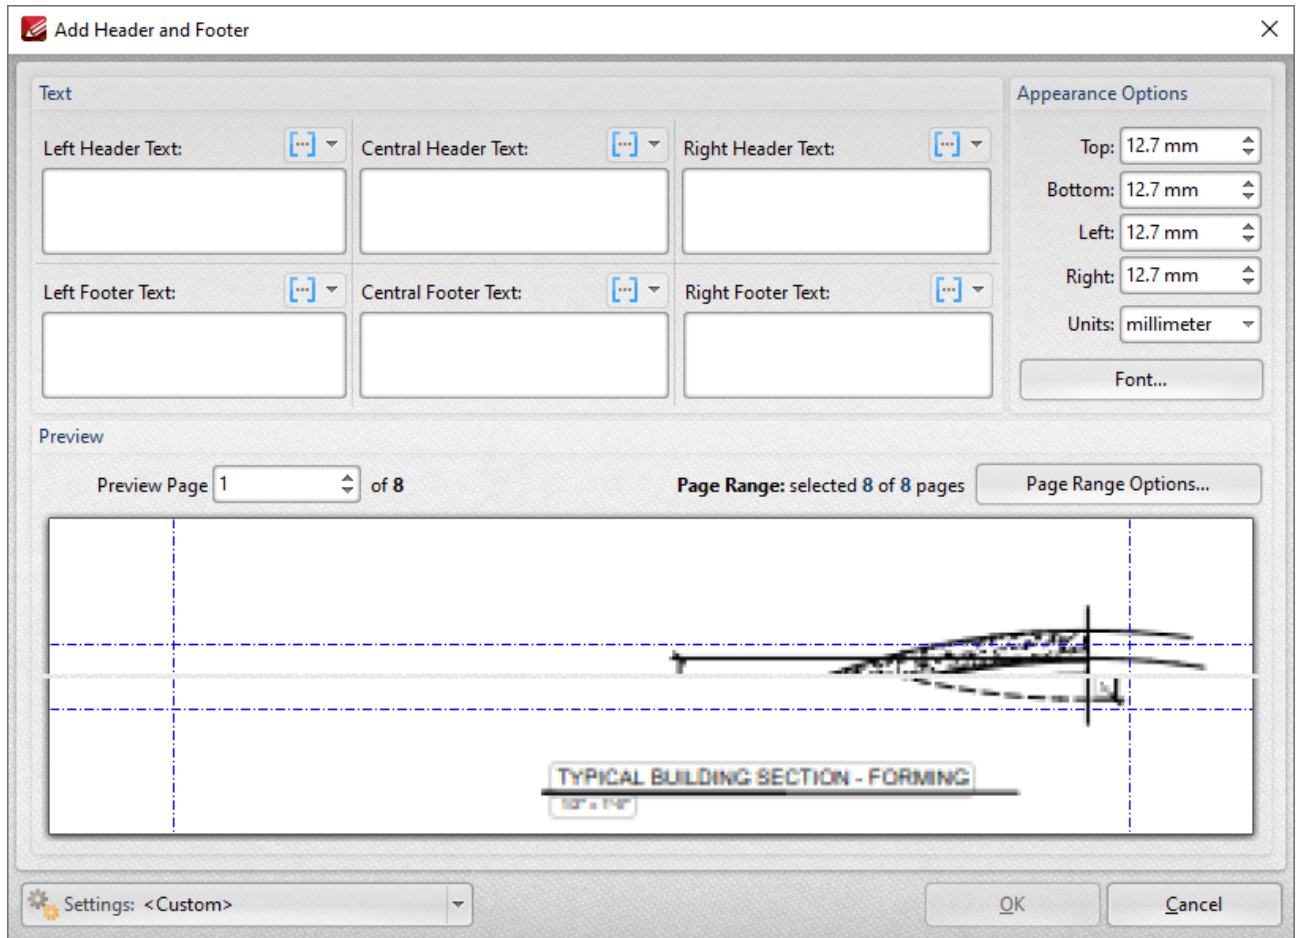 Add Header and Footer
Text
Appearance Options
Left Header Text:
Central Header Text:
Right Header Text:
Top: 12.7 mm
Bottom: 12.7 mm
Left: 12.7 mm
Right: 12.7 mm
Left Footer Text:
Central Footer Text:
Right Footer Text:
Units: millimeter
Font...
Preview
Preview Page 1 of 8
Page Range: selected 8 of 8 pages
Page Range Options...
TYPICAL BUILDING SECTION - FORMING
Settings: <Custom>
OK
Cancel